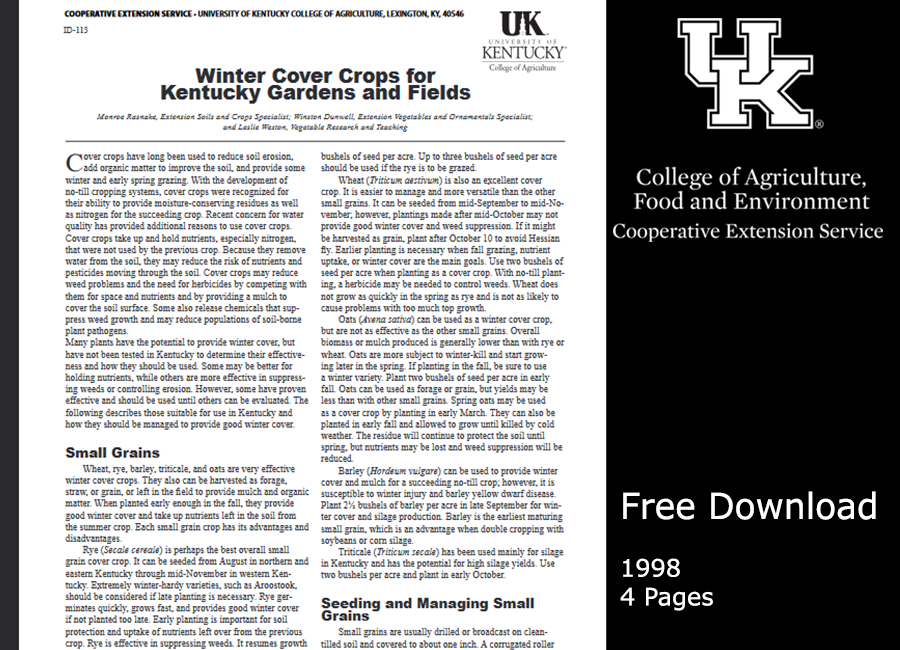 COOPERATIVE EXTENSION SERVICE • UNIVERSITY OF KENTUCKY COLLEGE OF AGRICULTURE, LEXINGTON, KY, 40546
ID-113
UK
UNIVERSITY OF
KENTUCKY
College of Agriculture
Winter Cover Crops for
Kentucky Gardens and Fields
Monroe Rasnake, Extension Soils and Crops Specialist; Winston Dunwell, Extension Vegetables and Ornamentals Specialist;
and Leslie Weston, Vegetable Research and Teaching
Cover crops have long been used to reduce soil erosion,
add organic matter to improve the soil, and provide some
winter and early spring grazing. With the development of
no-till cropping systems, cover crops were recognized for
their ability to provide moisture-conserving residues as well
as nitrogen for the succeeding crop. Recent concern for water
quality has provided additional reasons to use cover crops.
Cover crops take up and hold nutrients, especially nitrogen,
that were not used by the previous crop. Because they remove
water from the soil, they may reduce the risk of nutrients and
pesticides moving through the soil. Cover crops may reduce
weed problems and the need for herbicides by competing with
them for space and nutrients and by providing a mulch to
cover the soil surface. Some also release chemicals that sup-
press weed growth and may reduce populations of soil-borne
plant pathogens.
Many plants have the potential to provide winter cover, but
have not been tested in Kentucky to determine their effective-
ness and how they should be used. Some may be better for
holding nutrients, while others are more effective in suppress-
ing weeds or controlling erosion. However, some have proven
effective and should be used until others can be evaluated. The
following describes those suitable for use in Kentucky and
how they should be managed to provide good winter cover.
Small Grains
Wheat, rye, barley, triticale, and oats are very effective
winter cover crops. They also can be harvested as forage,
straw, or grain, or left in the field to provide mulch and organic
matter. When planted early enough in the fall, they provide
good winter cover and take up nutrients left in the soil from
the summer crop. Each small grain crop has its advantages and
disadvantages.
Rye (Secale cereale) is perhaps the best overall small
grain cover crop. It can be seeded from August in northern and
eastern Kentucky through mid-November in western Ken-
tucky. Extremely winter-hardy varieties, such as Aroostook,
should be considered if late planting is necessary. Rye ger-
minates quickly, grows fast, and provides good winter cover
if not planted too late. Early planting is important for soil
protection and uptake of nutrients left over from the previous
crop. Rye is effective in suppressing weeds. It resumes growth
bushels of seed per acre. Up to three bushels of seed per acre
should be used if the rye is to be grazed.
Wheat (Triticum aestivum) is also an excellent cover
crop. It is easier to manage and more versatile than the other
small grains. It can be seeded from mid-September to mid-No-
vember; however, plantings made after mid-October may not
provide good winter cover and weed suppression. If it might
be harvested as grain, plant after October 10 to avoid Hessian
fly. Earlier planting is necessary when fall grazing, nutrient
uptake, or winter cover are the main goals. Use two bushels of
seed per acre when planting as a cover crop. With no-till plant-
ing, a herbicide may be needed to control weeds. Wheat does
not grow as quickly in the spring as rye and is not as likely to
cause problems with too much top growth.
Oats (Avena sativa) can be used as a winter cover crop,
but are not as effective as the other small grains. Overall
biomass or mulch produced is generally lower than with rye or
wheat. Oats are more subject to winter-kill and start grow-
ing later in the spring. If planting in the fall, be sure to use
a winter variety. Plant two bushels of seed per acre in early
fall. Oats can be used as forage or grain, but yields may be
less than with other small grains. Spring oats may be used
as a cover crop by planting in early March. They can also be
planted in early fall and allowed to grow until killed by cold
weather. The residue will continue to protect the soil until
spring, but nutrients may be lost and weed suppression will be
reduced.
Barley (Hordeum vulgare) can be used to provide winter
cover and mulch for a succeeding no-till crop; however, it is
susceptible to winter injury and barley yellow dwarf disease.
Plant 2½ bushels of barley per acre in late September for win-
ter cover and silage production. Barley is the earliest maturing
small grain, which is an advantage when double cropping with
soybeans or corn silage.
Triticale (Triticum secale) has been used mainly for silage
in Kentucky and has the potential for high silage yields. Use
two bushels per acre and plant in early October.
Seeding and Managing Small
Grains
Small grains are usually drilled or broadcast on clean-
tilled soil and covered to about one inch. A corrugated roller
UK®
College of Agriculture,
Food and Environment
Cooperative Extension Service
Free Download
1998
4 Pages